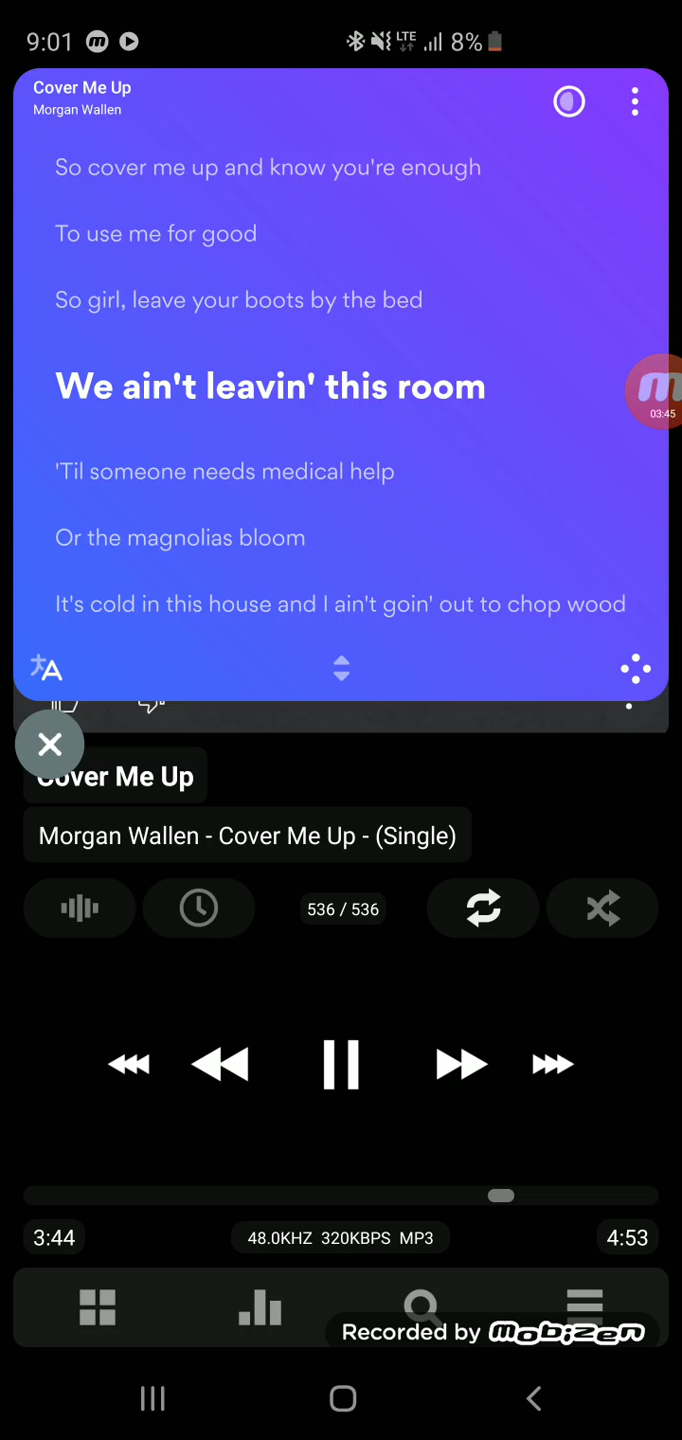 9:01
LTE
8%
Cover Me Up
Morgan Wallen
So cover me up and know you're enough
To use me for good
So girl, leave your boots by the bed
We ain't leavin' this room
03:45
'Til someone needs medical help
Or the magnolias bloom
It's cold in this house and I ain't goin' out to chop wood
Cover Me Up
Morgan Wallen - Cover Me Up - (Single)
536 / 536
3:44
48.0KHZ 320KBPS MP3
4:53
Recorded by mobizen